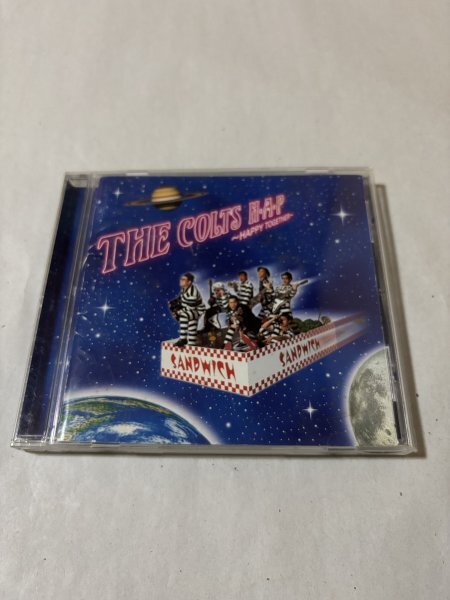 THE COLTS H·A·P
~HAPPY TOGETHER~
SANDWICH
SANDWICH